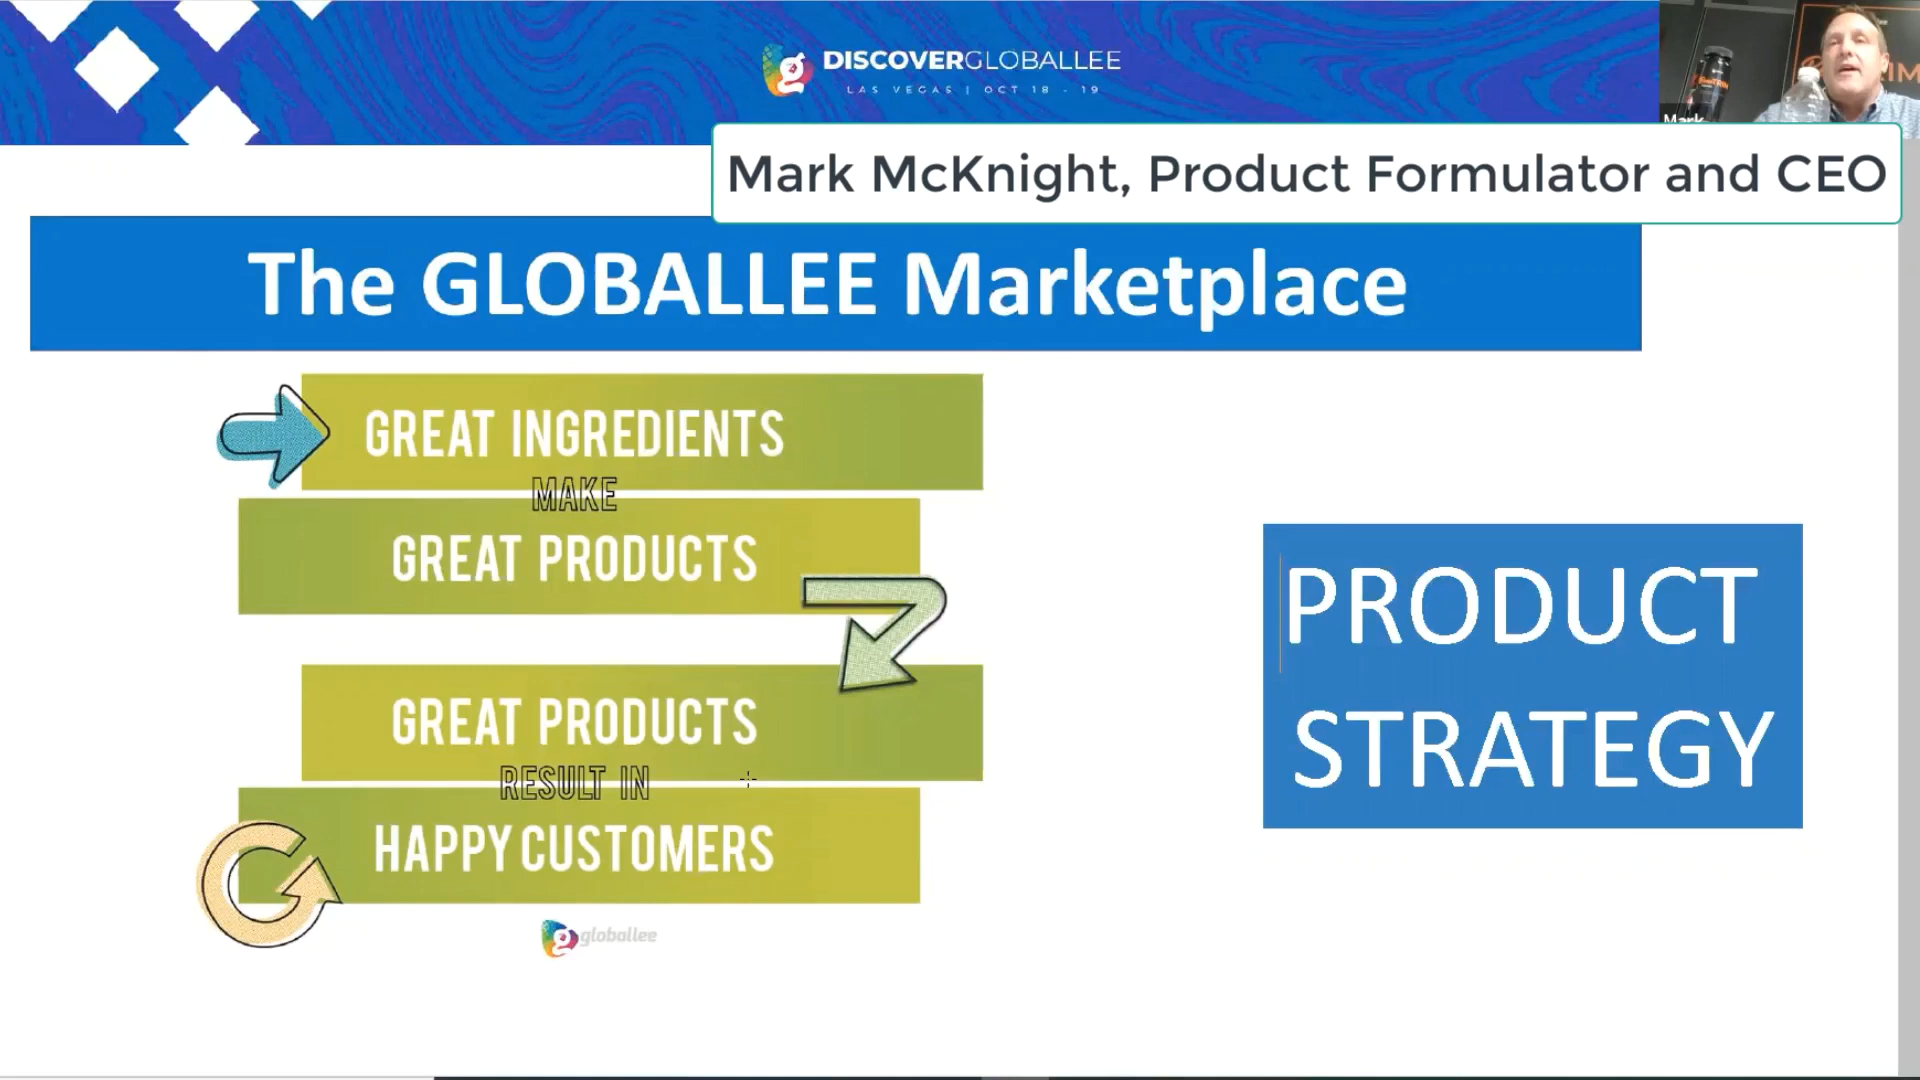 DISCOVERGLOBALLEE
LAS VEGAS | OCT 18 - 19
Mark
Mark McKnight, Product Formulator and CEO
The GLOBALLEE Marketplace
GREAT INGREDIENTS
MAKE
GREAT PRODUCTS
GREAT PRODUCTS
RESULT IN
HAPPY CUSTOMERS
globallee
PRODUCT
STRATEGY